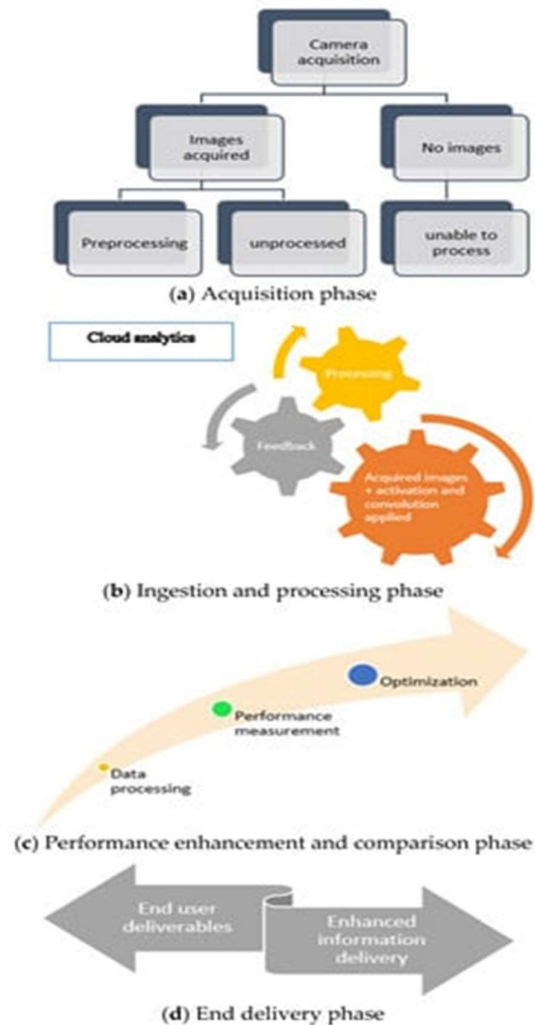 Camera
acquisition
Images
acquired
No images
Preprocessing
unprocessed
unable to
process
(a) Acquisition phase
Cloud analytics
Processing
Feedback
Acquired images
+ activation and
convolution
applied
(b) Ingestion and processing phase
Optimization
Performance
measurement
Data
processing
(c) Performance enhancement and comparison phase
End user
deliverables
Enhanced
information
delivery
(d) End delivery phase